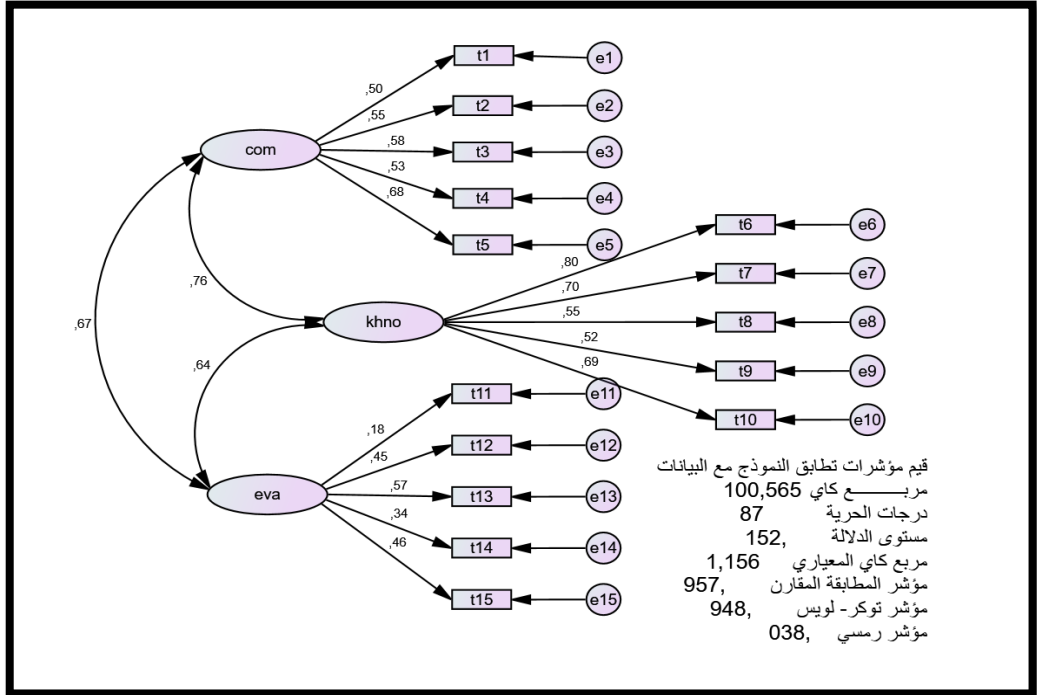 t1
e1
,50
t2
e2
,55
com
,58
t3
e3
,53
t4
e4
,68
t5
e5
t6
e6
,80
,76
,70
t7
e7
,67
khno
,55
t8
e8
,52
t9
e9
,64
,69
t10
e10
t11
e11
,18
t12
e12
,45
eva
,57
t13
e13
,34
t14
e14
,46
t15
e15
قيم مؤشرات تطابق النموذج مع البيانات
مربـــــــــع كاي 100,565
درجات الحرية 87
مستوى الدلالة ,152
مربع كاي المعياري 1,156
مؤشر المطابقة المقارن ,957
مؤشر توكر- لويس ,948
مؤشر رمسي ,038